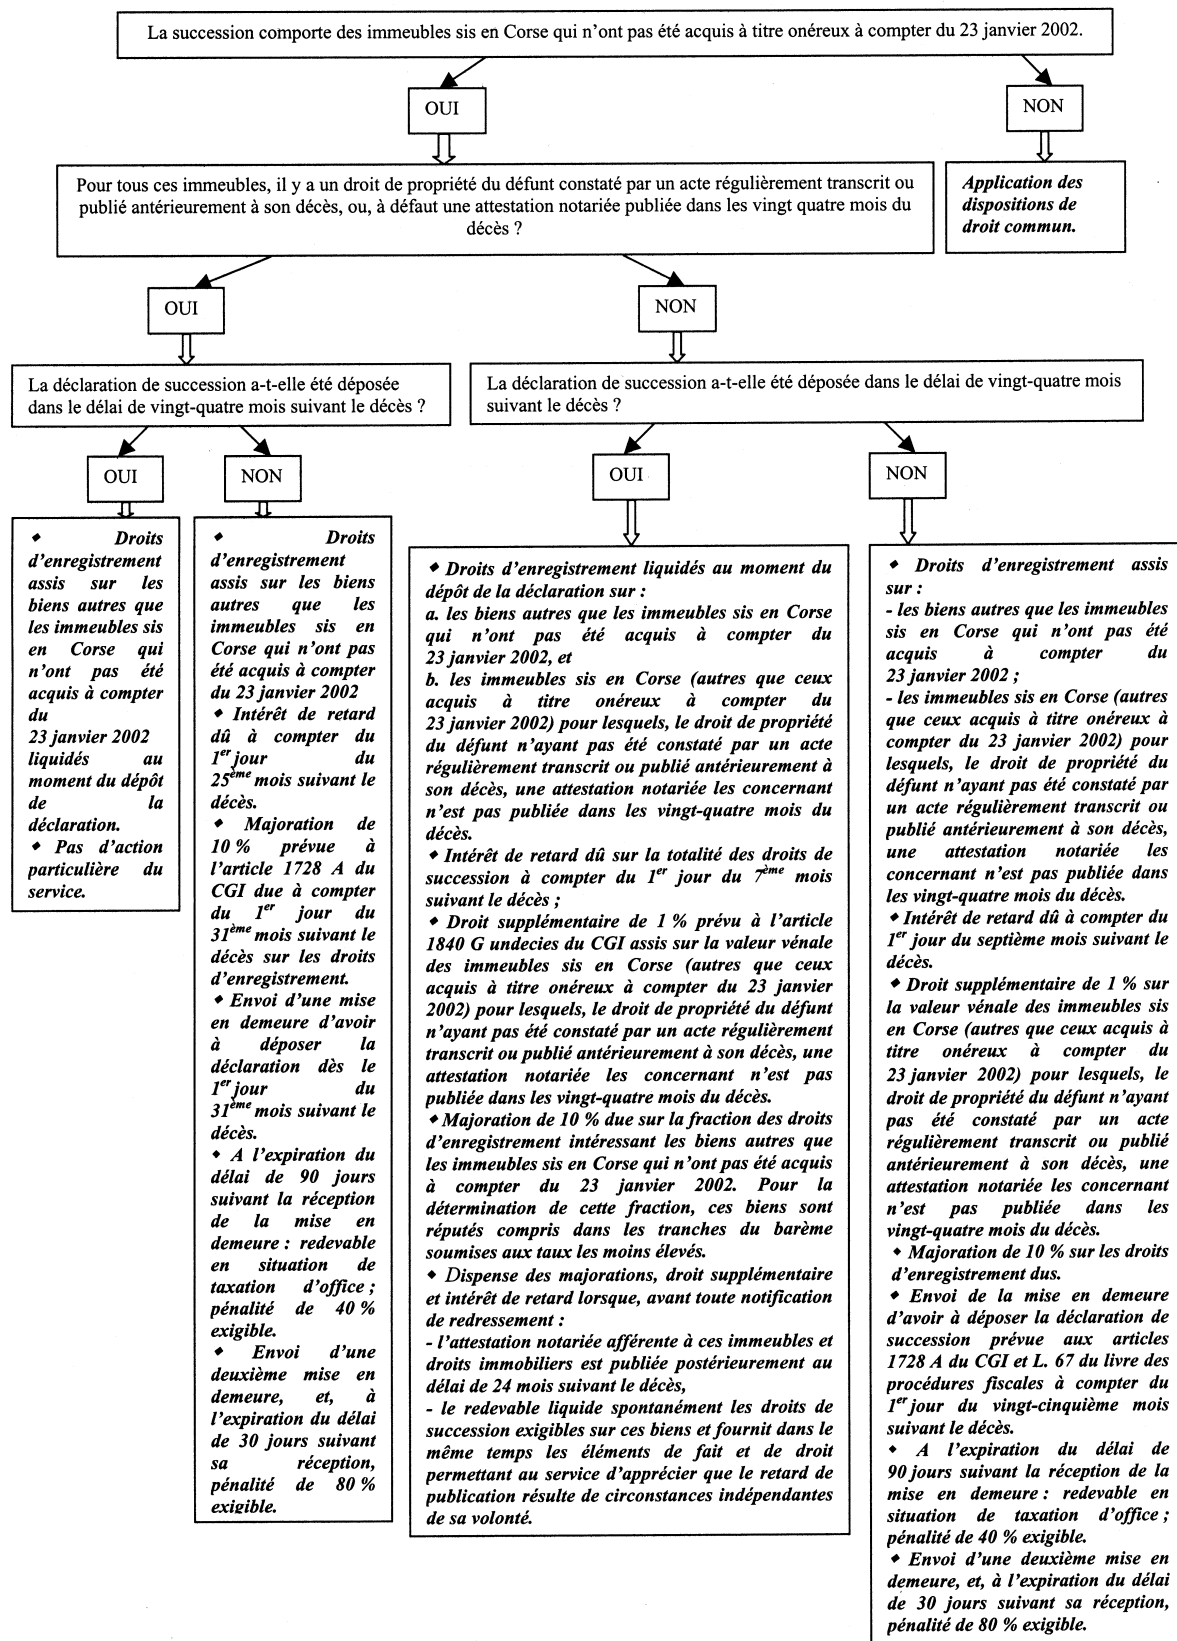 La succession comporte des immeubles sis en Corse qui n'ont pas été acquis à titre onéreux à compter du 23 janvier 2002.
OUI
NON
Pour tous ces immeubles, il y a un droit de propriété du défunt constaté par un acte régulièrement transcrit ou
publié antérieurement à son décès, ou, à défaut une attestation notariée publiée dans les vingt quatre mois du
décès ?
Application des
dispositions de
droit commun.
OUI
NON
La déclaration de succession a-t-elle été déposée
dans le délai de vingt-quatre mois suivant le décès ?
La déclaration de succession a-t-elle été déposée dans le délai de vingt-quatre mois
suivant le décès ?
OUI
NON
OUI
NON
◆ Droits
d'enregistrement
assis sur les
biens autres que
les immeubles sis
en Corse qui
n'ont pas été
acquis à compter
du
23 janvier 2002
liquidés au
moment du dépôt
de la
déclaration.
◆ Pas d'action
particulière du
service.
◆ Droits
d'enregistrement
assis sur les biens
autres que les
immeubles sis en
Corse qui n'ont pas
été acquis à compter
du 23 janvier 2002
◆ Intérêt de retard
dû à compter du
1er jour du
25ème mois suivant le
décès.
◆ Majoration de
10 % prévue à
l'article 1728 A du
CGI due à compter
du 1er jour du
31ème mois suivant le
décès sur les droits
d'enregistrement.
◆ Envoi d'une mise
en demeure d'avoir
à déposer la
déclaration dès le
1er jour du
31ème mois suivant le
décès.
◆ A l'expiration du
délai de 90 jours
suivant la réception
de la mise en
demeure : redevable
en situation de
taxation d'office ;
pénalité de 40 %
exigible.
◆ Envoi d'une
deuxième mise en
demeure, et, à
l'expiration du délai
de 30 jours suivant
sa réception,
pénalité de 80 %
exigible.
◆ Droits d'enregistrement liquidés au moment du
dépôt de la déclaration sur :
a. les biens autres que les immeubles sis en Corse
qui n'ont pas été acquis à compter du
23 janvier 2002, et
b. les immeubles sis en Corse (autres que ceux
acquis à titre onéreux à compter du
23 janvier 2002) pour lesquels, le droit de propriété
du défunt n'ayant pas été constaté par un acte
régulièrement transcrit ou publié antérieurement à
son décès, une attestation notariée les concernant
n'est pas publiée dans les vingt-quatre mois du
décès.
◆ Intérêt de retard dû sur la totalité des droits de
succession à compter du 1er jour du 7ème mois
suivant le décès ;
◆ Droit supplémentaire de 1 % prévu à l'article
1840 G undecies du CGI assis sur la valeur vénale
des immeubles sis en Corse (autres que ceux
acquis à titre onéreux à compter du 23 janvier
2002) pour lesquels, le droit de propriété du défunt
n'ayant pas été constaté par un acte régulièrement
transcrit ou publié antérieurement à son décès, une
attestation notariée les concernant n'est pas
publiée dans les vingt-quatre mois du décès.
◆ Majoration de 10 % due sur la fraction des droits
d'enregistrement intéressant les biens autres que
les immeubles sis en Corse qui n'ont pas été acquis
à compter du 23 janvier 2002. Pour la
détermination de cette fraction, ces biens sont
réputés compris dans les tranches du barème
soumises aux taux les moins élevés.
◆ Dispense des majorations, droit supplémentaire
et intérêt de retard lorsque, avant toute notification
de redressement :
- l'attestation notariée afférente à ces immeubles et
droits immobiliers est publiée postérieurement au
délai de 24 mois suivant le décès,
- le redevable liquide spontanément les droits de
succession exigibles sur ces biens et fournit dans le
même temps les éléments de fait et de droit
permettant au service d'apprécier que le retard de
publication résulte de circonstances indépendantes
de sa volonté.
◆ Droits d'enregistrement assis
sur :
- les biens autres que les immeubles
sis en Corse qui n'ont pas été
acquis à compter du
23 janvier 2002 ;
- les immeubles sis en Corse (autres
que ceux acquis à titre onéreux à
compter du 23 janvier 2002) pour
lesquels, le droit de propriété du
défunt n'ayant pas été constaté par
un acte régulièrement transcrit ou
publié antérieurement à son décès,
une attestation notariée les
concernant n'est pas publiée dans
les vingt-quatre mois du décès.
◆ Intérêt de retard dû à compter du
1er jour du septième mois suivant le
décès.
◆ Droit supplémentaire de 1 % sur
la valeur vénale des immeubles sis
en Corse (autres que ceux acquis à
titre onéreux à compter du
23 janvier 2002) pour lesquels, le
droit de propriété du défunt n'ayant
pas été constaté par un acte
régulièrement transcrit ou publié
antérieurement à son décès, une
attestation notariée les concernant
n'est pas publiée dans les
vingt-quatre mois du décès.
◆ Majoration de 10 % sur les droits
d'enregistrement dus.
◆ Envoi de la mise en demeure
d'avoir à déposer la déclaration de
succession prévue aux articles
1728 A du CGI et L. 67 du livre des
procédures fiscales à compter du
1er jour du vingt-cinquième mois
suivant le décès.
◆ A l'expiration du délai de
90 jours suivant la réception de la
mise en demeure : redevable en
situation de taxation d'office ;
pénalité de 40 % exigible.
◆ Envoi d'une deuxième mise en
demeure, et, à l'expiration du délai
de 30 jours suivant sa réception,
pénalité de 80 % exigible.